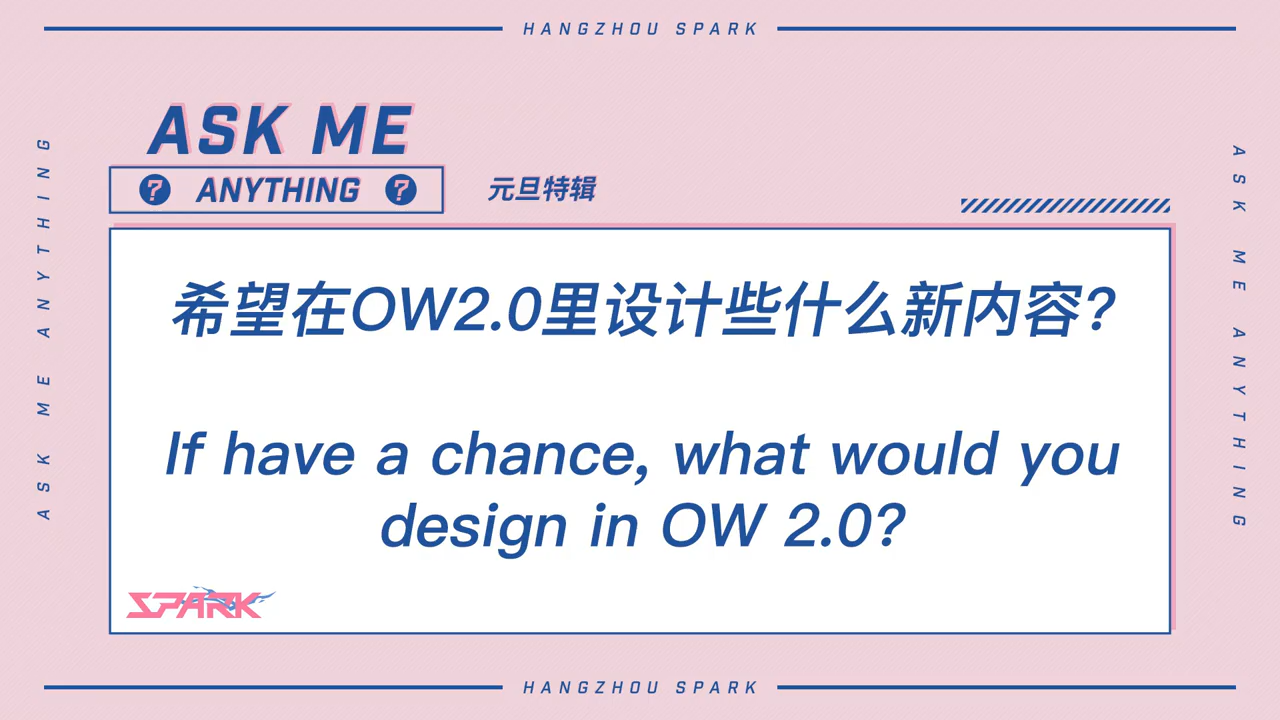 HANGZHOU SPARK
ASK ME
? ANYTHING ?
元旦特辑
ASK ME ANYTHING
ASK ME ANYTHING
希望在OW2.0里设计些什么新内容?
If have a chance, what would you
design in OW 2.0?
SPARK
HANGZHOU SPARK